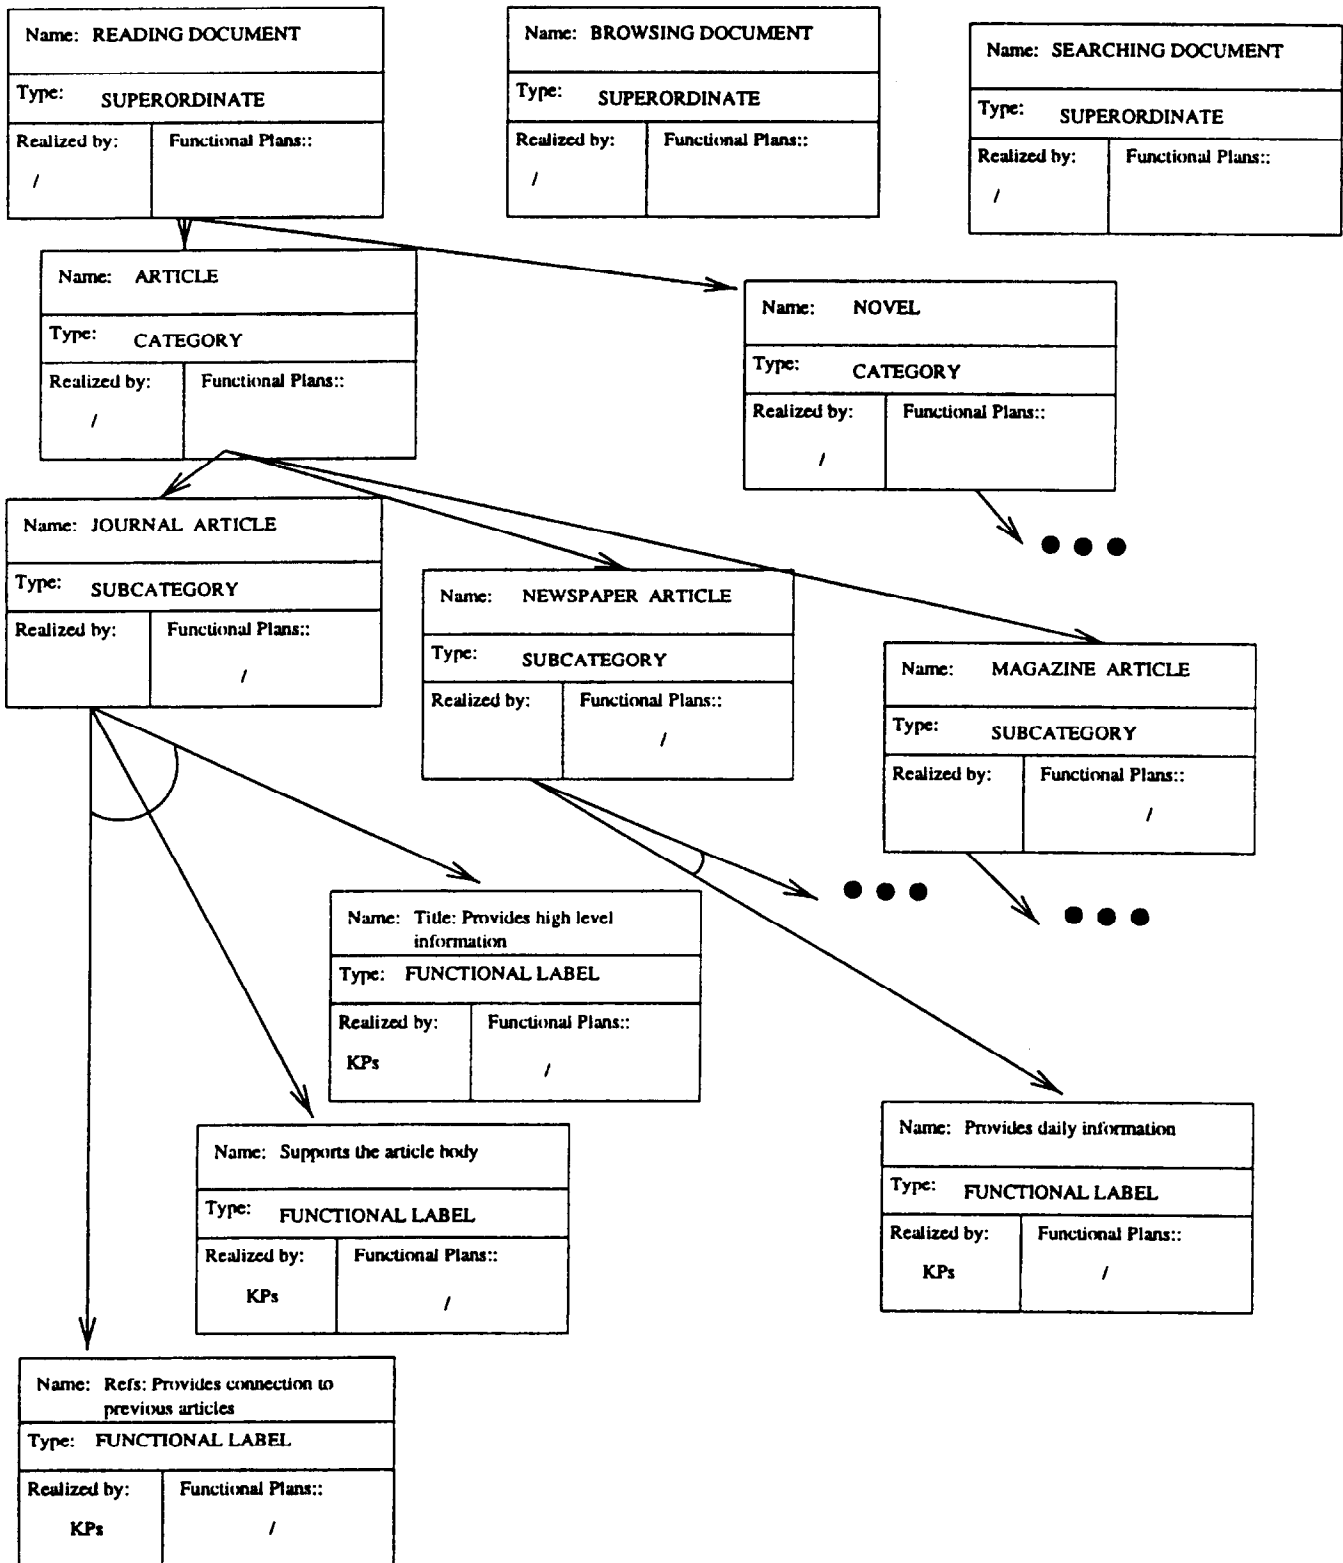 Name: READING DOCUMENT
Type: SUPERORDINATE
Realized by: Functional Plans::
/
Name: BROWSING DOCUMENT
Type: SUPERORDINATE
Realized by: Functional Plans::
/
Name: SEARCHING DOCUMENT
Type: SUPERORDINATE
Realized by: Functional Plans::
/
Name: ARTICLE
Type: CATEGORY
Realized by: Functional Plans::
/
Name: NOVEL
Type: CATEGORY
Realized by: Functional Plans::
/
Name: JOURNAL ARTICLE
Type: SUBCATEGORY
Realized by: Functional Plans::
/
Name: NEWSPAPER ARTICLE
Type: SUBCATEGORY
Realized by: Functional Plans::
/
Name: MAGAZINE ARTICLE
Type: SUBCATEGORY
Realized by: Functional Plans::
/
Name: Title: Provides high level
information
Type: FUNCTIONAL LABEL
Realized by: Functional Plans::
KPs /
Name: Supports the article body
Type: FUNCTIONAL LABEL
Realized by: Functional Plans::
KPs /
Name: Provides daily information
Type: FUNCTIONAL LABEL
Realized by: Functional Plans::
KPs /
Name: Refs: Provides connection to
previous articles
Type: FUNCTIONAL LABEL
Realized by: Functional Plans::
KPs /